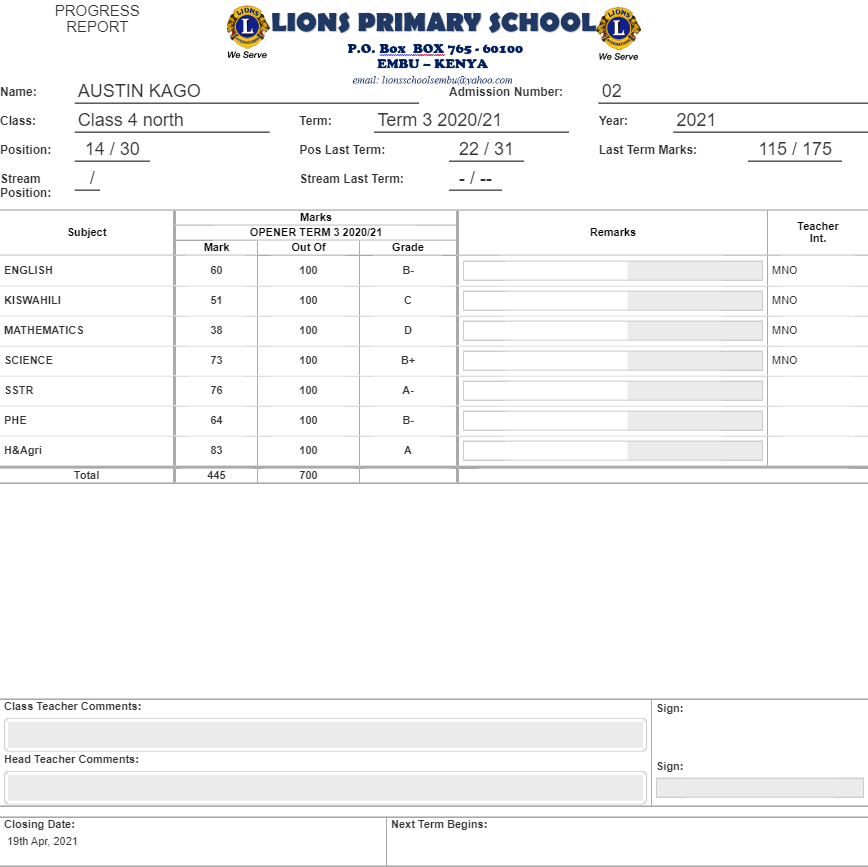 PROGRESS
REPORT
LIONS L INTERNATIONAL
We Serve
LIONS PRIMARY SCHOOL
P.O. Box BOX 765 - 60100
EMBU – KENYA
email: lionsschoolsembu@yahoo.com
LIONS L INTERNATIONAL
We Serve
Name: AUSTIN KAGO Admission Number: 02
Class: Class 4 north Term: Term 3 2020/21 Year: 2021
Position: 14 / 30 Pos Last Term: 22 / 31 Last Term Marks: 115 / 175
Stream Position: / Stream Last Term: - / --
Subject Marks Remarks Teacher Int.
OPENER TERM 3 2020/21
Mark Out Of Grade
ENGLISH 60 100 B- MNO
KISWAHILI 51 100 C MNO
MATHEMATICS 38 100 D MNO
SCIENCE 73 100 B+ MNO
SSTR 76 100 A-
PHE 64 100 B-
H&Agri 83 100 A
Total 445 700
Class Teacher Comments: Sign:
Head Teacher Comments: Sign:
Closing Date: Next Term Begins:
19th Apr, 2021